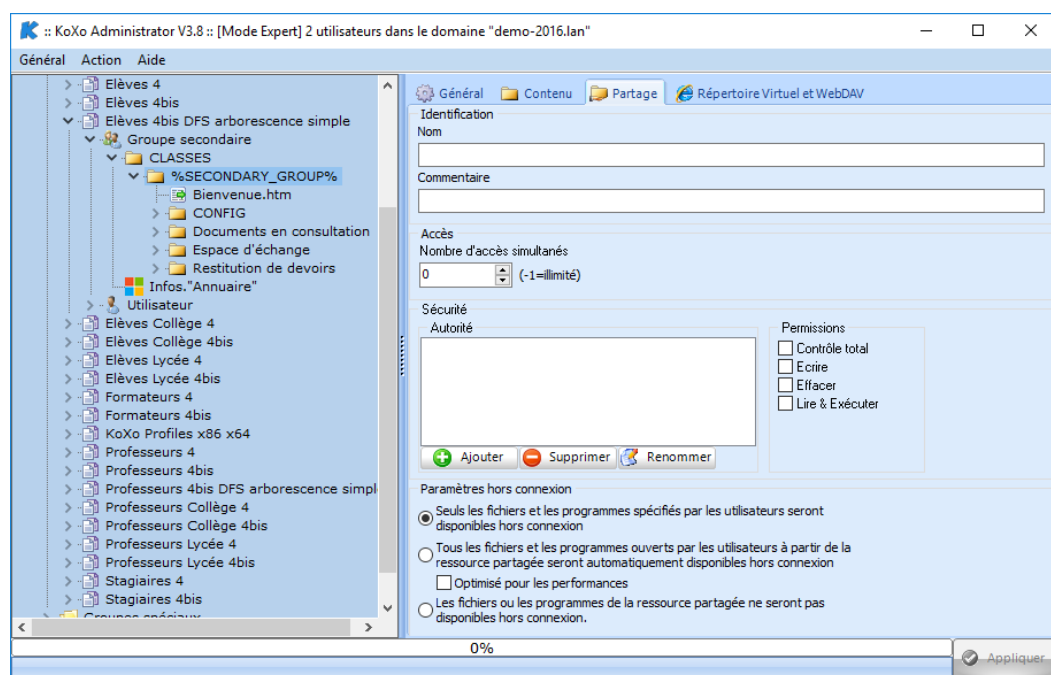 :: KoXo Administrator V3.8 :: [Mode Expert] 2 utilisateurs dans le domaine "demo-2016.lan"
Général Action Aide
Elèves 4
Elèves 4bis
Elèves 4bis DFS arborescence simple
Groupe secondaire
CLASSES
%SECONDARY_GROUP%
Bienvenue.htm
CONFIG
Documents en consultation
Espace d'échange
Restitution de devoirs
Infos."Annuaire"
Utilisateur
Elèves Collège 4
Elèves Collège 4bis
Elèves Lycée 4
Elèves Lycée 4bis
Formateurs 4
Formateurs 4bis
KoXo Profiles x86 x64
Professeurs 4
Professeurs 4bis
Professeurs 4bis DFS arborescence simpl
Professeurs Collège 4
Professeurs Collège 4bis
Professeurs Lycée 4
Professeurs Lycée 4bis
Stagiaires 4
Stagiaires 4bis
Groupes spéciaux
Général Contenu Partage Répertoire Virtuel et WebDAV
Identification
Nom
Commentaire
Accès
Nombre d'accès simultanés
0 (-1=illimité)
Sécurité
Autorité
Ajouter Supprimer Renommer
Permissions
Contrôle total
Ecrire
Effacer
Lire & Exécuter
Paramètres hors connexion
Seuls les fichiers et les programmes spécifiés par les utilisateurs seront
disponibles hors connexion
Tous les fichiers et les programmes ouverts par les utilisateurs à partir de la
ressource partagée seront automatiquement disponibles hors connexion
Optimisé pour les performances
Les fichiers ou les programmes de la ressource partagée ne seront pas
disponibles hors connexion.
0%
Appliquer